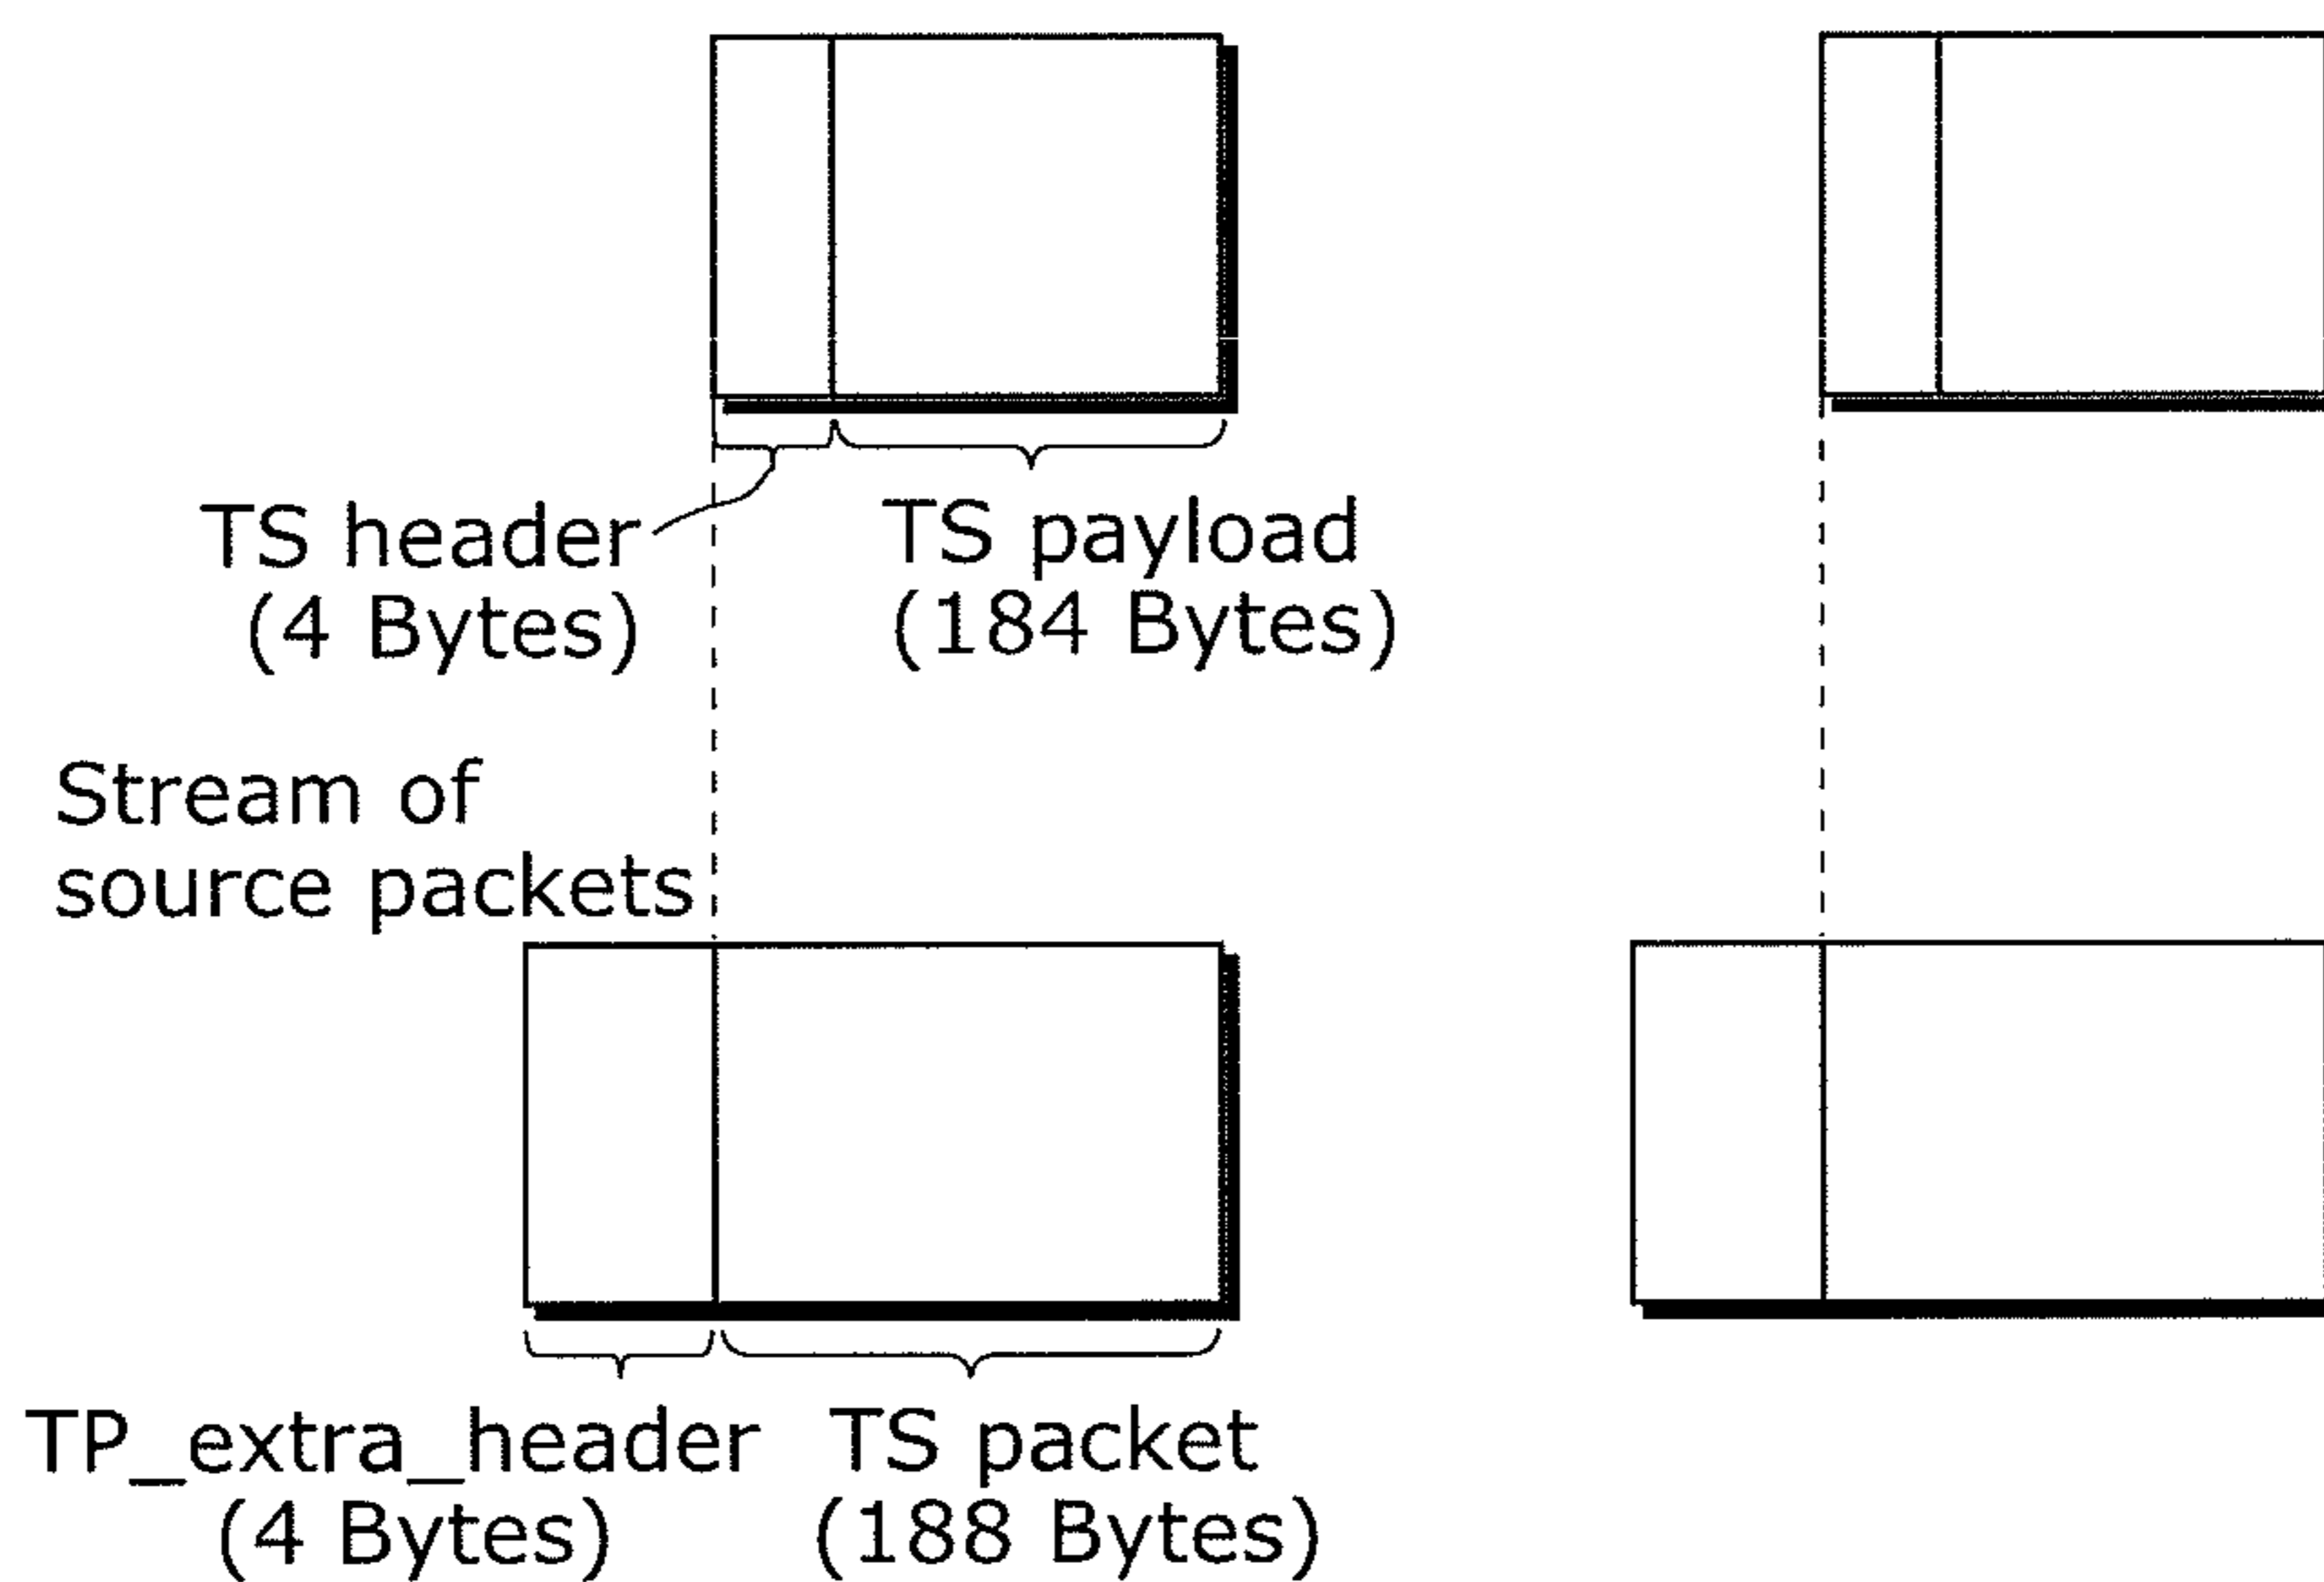 TS header
(4 Bytes)
TS payload
(184 Bytes)
Stream of
source packets
TP_extra_header
(4 Bytes)
TS packet
(188 Bytes)